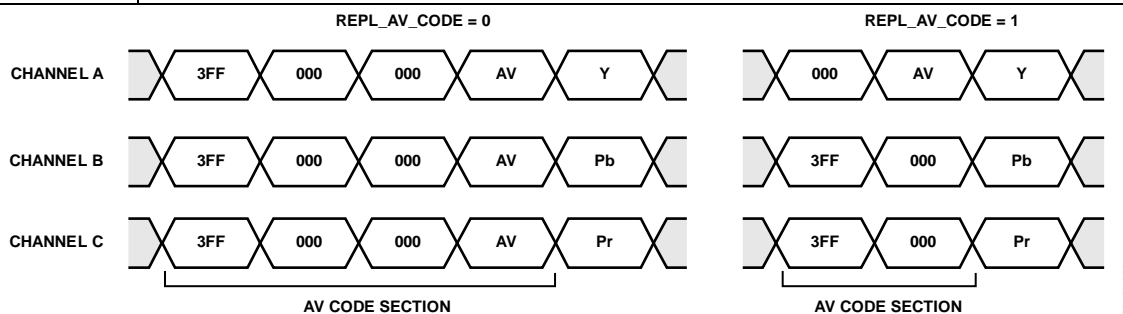 REPL_AV_CODE = 0 REPL_AV_CODE = 1
CHANNEL A 3FF 000 000 AV Y 000 AV Y
CHANNEL B 3FF 000 000 AV Pb 3FF 000 Pb
CHANNEL C 3FF 000 000 AV Pr 3FF 000 Pr
AV CODE SECTION AV CODE SECTION